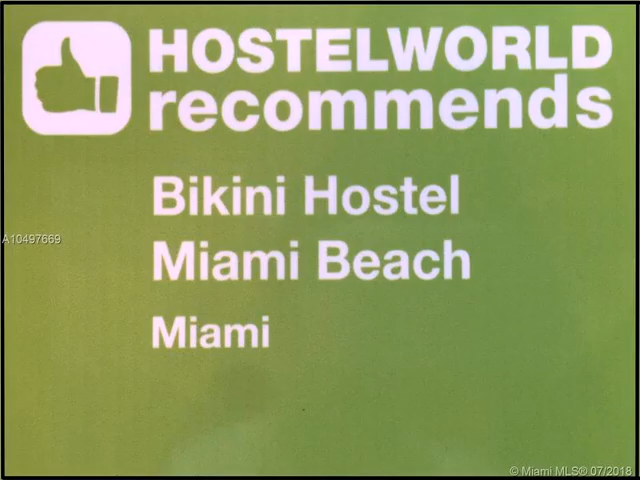 HOSTELWORLD
recommends
Bikini Hostel
A10497669
Miami Beach
Miami
© Miami MLS® 07/2018